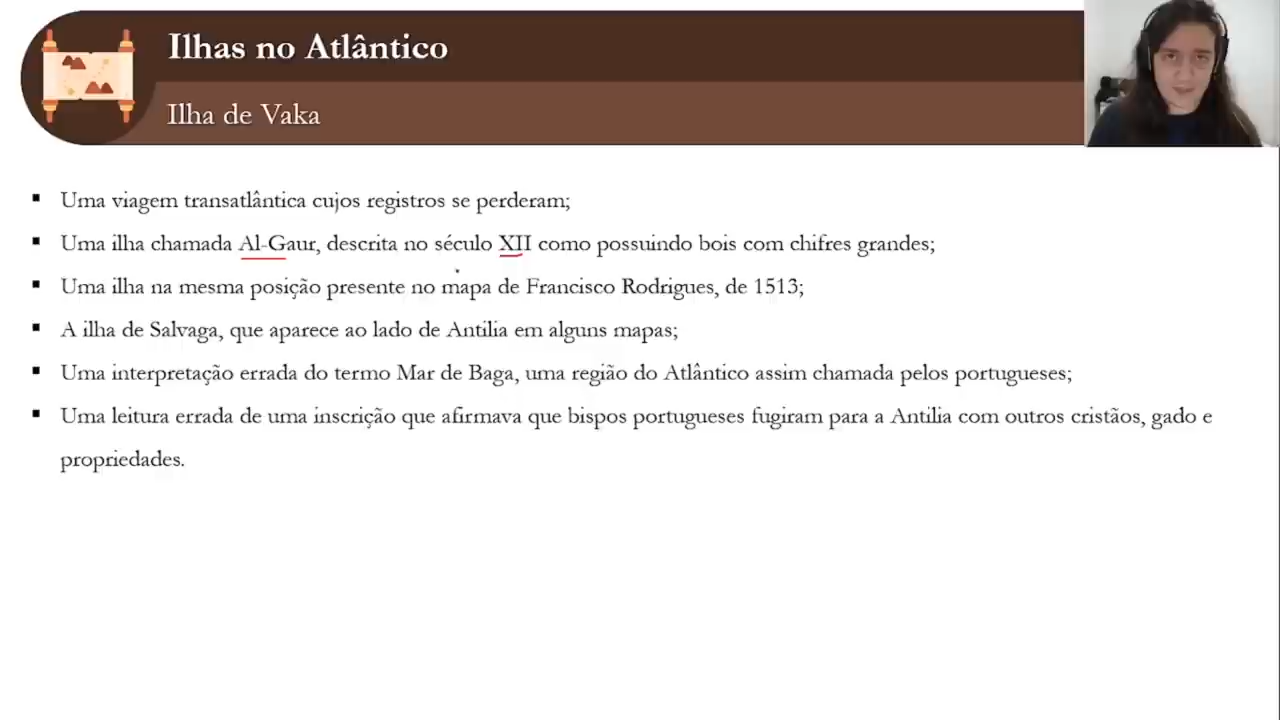 Ilhas no Atlântico
Ilha de Vaka
▪ Uma viagem transatlântica cujos registros se perderam;
▪ Uma ilha chamada Al-Gaur, descrita no século XII como possuindo bois com chifres grandes;
▪ Uma ilha na mesma posição presente no mapa de Francisco Rodrigues, de 1513;
▪ A ilha de Salvaga, que aparece ao lado de Antilia em alguns mapas;
▪ Uma interpretação errada do termo Mar de Baga, uma região do Atlântico assim chamada pelos portugueses;
▪ Uma leitura errada de uma inscrição que afirmava que bispos portugueses fugiram para a Antilia com outros cristãos, gado e
propriedades.